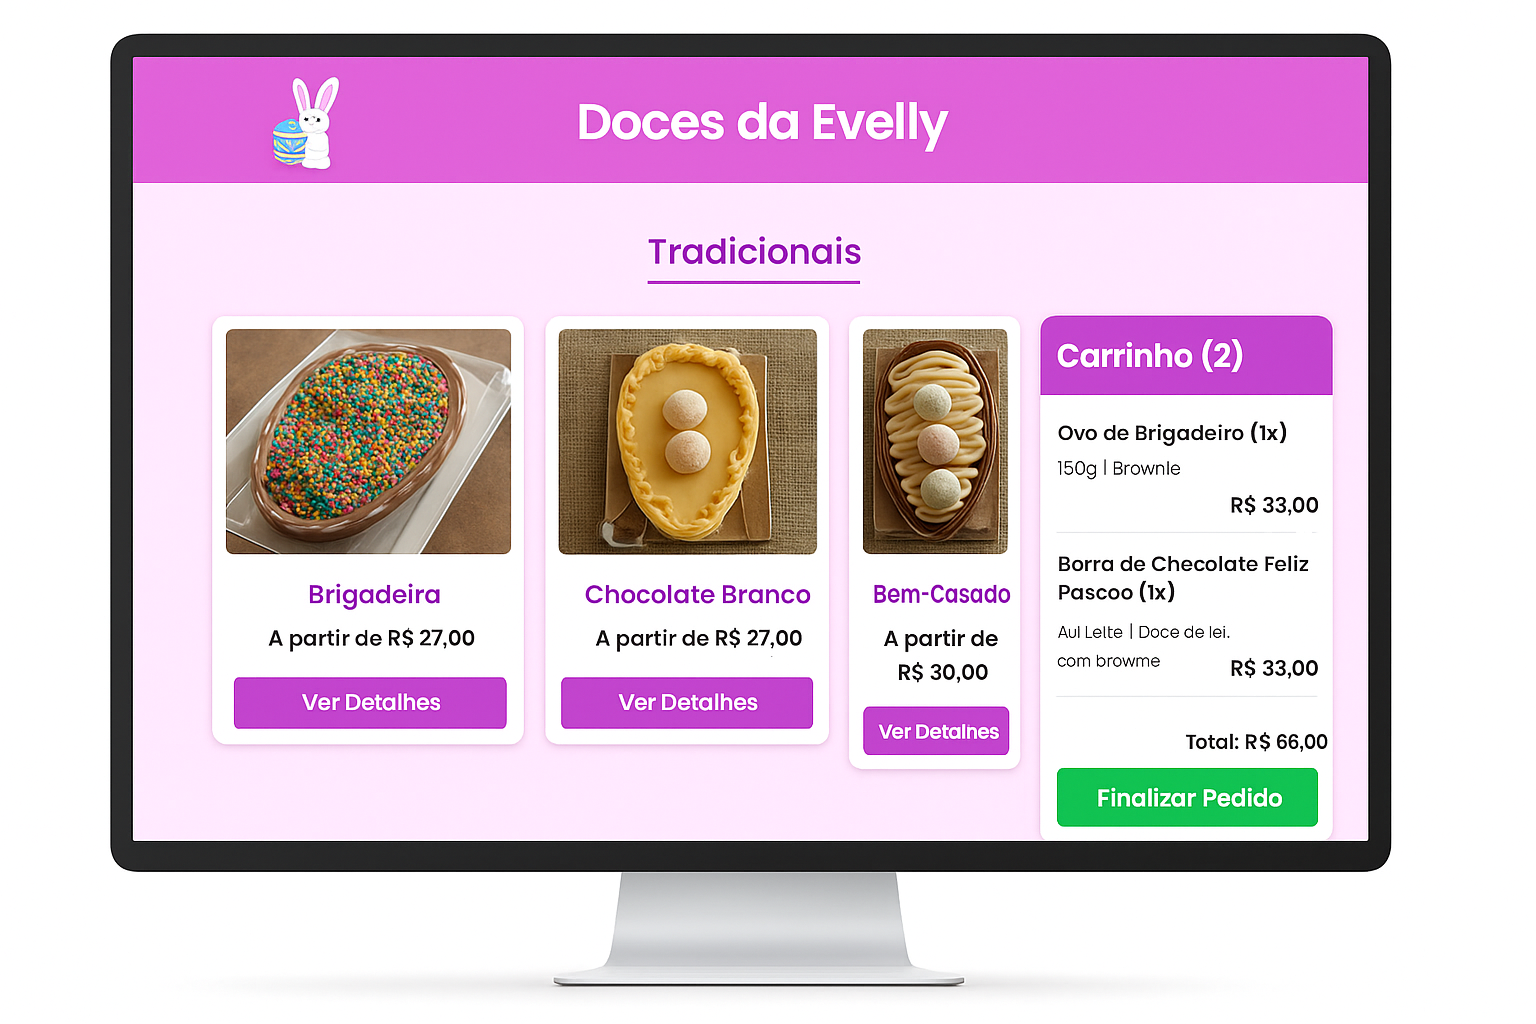 Doces da Evelly
Tradicionais
Brigadeira
A partir de R$ 27,00
Ver Detalhes
Chocolate Branco
A partir de R$ 27,00
Ver Detalhes
Bem-Casado
A partir de
R$ 30,00
Ver Detalhes
Carrinho (2)
Ovo de Brigadeiro (1x)
150g | Brownle
R$ 33,00
Borra de Checolate Feliz
Pascoo (1x)
Aul Lelte | Doce de lei.
com browme
R$ 33,00
Total: R$ 66,00
Finalizar Pedido